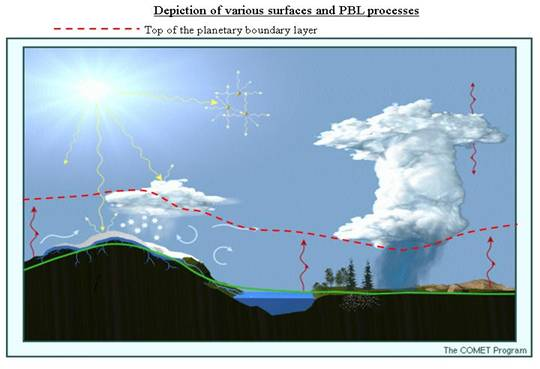 Depiction of various surfaces and PBL processes
Top of the planetary boundary layer
The COMET Program